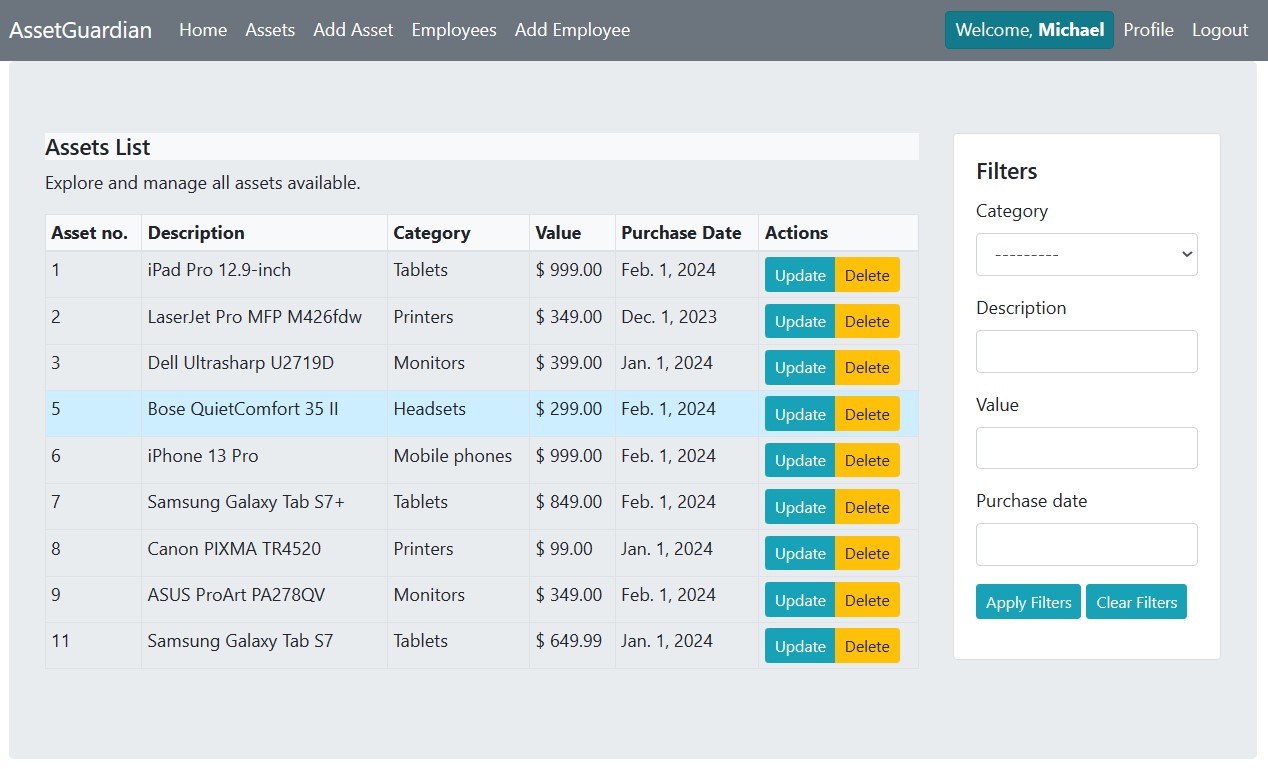 AssetGuardian Home Assets Add Asset Employees Add Employee Welcome, Michael Profile Logout
Assets List
Explore and manage all assets available.
Asset no. Description Category Value Purchase Date Actions
1 iPad Pro 12.9-inch Tablets $ 999.00 Feb. 1, 2024 Update Delete
2 LaserJet Pro MFP M426fdw Printers $ 349.00 Dec. 1, 2023 Update Delete
3 Dell Ultrasharp U2719D Monitors $ 399.00 Jan. 1, 2024 Update Delete
5 Bose QuietComfort 35 II Headsets $ 299.00 Feb. 1, 2024 Update Delete
6 iPhone 13 Pro Mobile phones $ 999.00 Feb. 1, 2024 Update Delete
7 Samsung Galaxy Tab S7+ Tablets $ 849.00 Feb. 1, 2024 Update Delete
8 Canon PIXMA TR4520 Printers $ 99.00 Jan. 1, 2024 Update Delete
9 ASUS ProArt PA278QV Monitors $ 349.00 Feb. 1, 2024 Update Delete
11 Samsung Galaxy Tab S7 Tablets $ 649.99 Jan. 1, 2024 Update Delete
Filters
Category
---------
Description
Value
Purchase date
Apply Filters Clear Filters